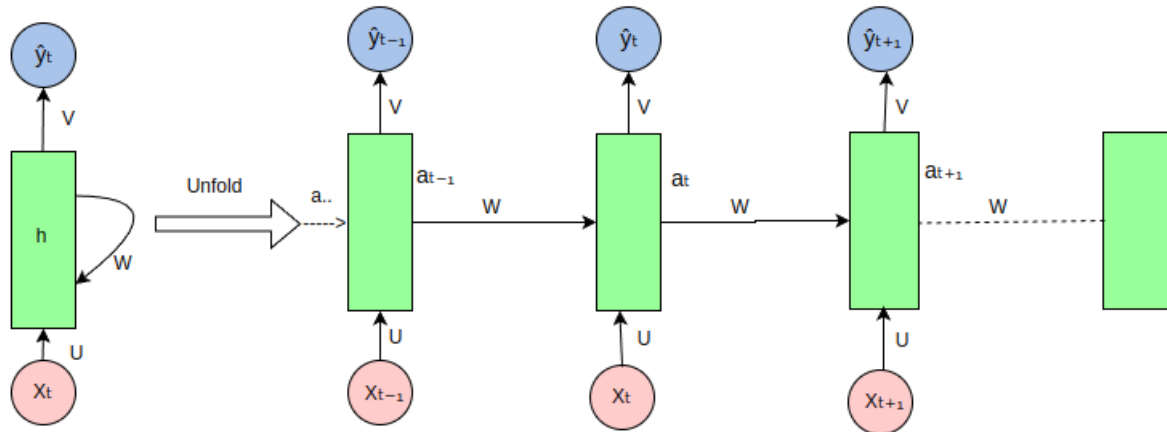 ŷₜ
ŷₜ₋₁
ŷₜ
ŷₜ₊₁
V
V
V
V
Unfold
a..
aₜ₋₁
aₜ
aₜ₊₁
h
W
W
W
W
U
U
U
U
Xₜ
Xₜ₋₁
Xₜ
Xₜ₊₁